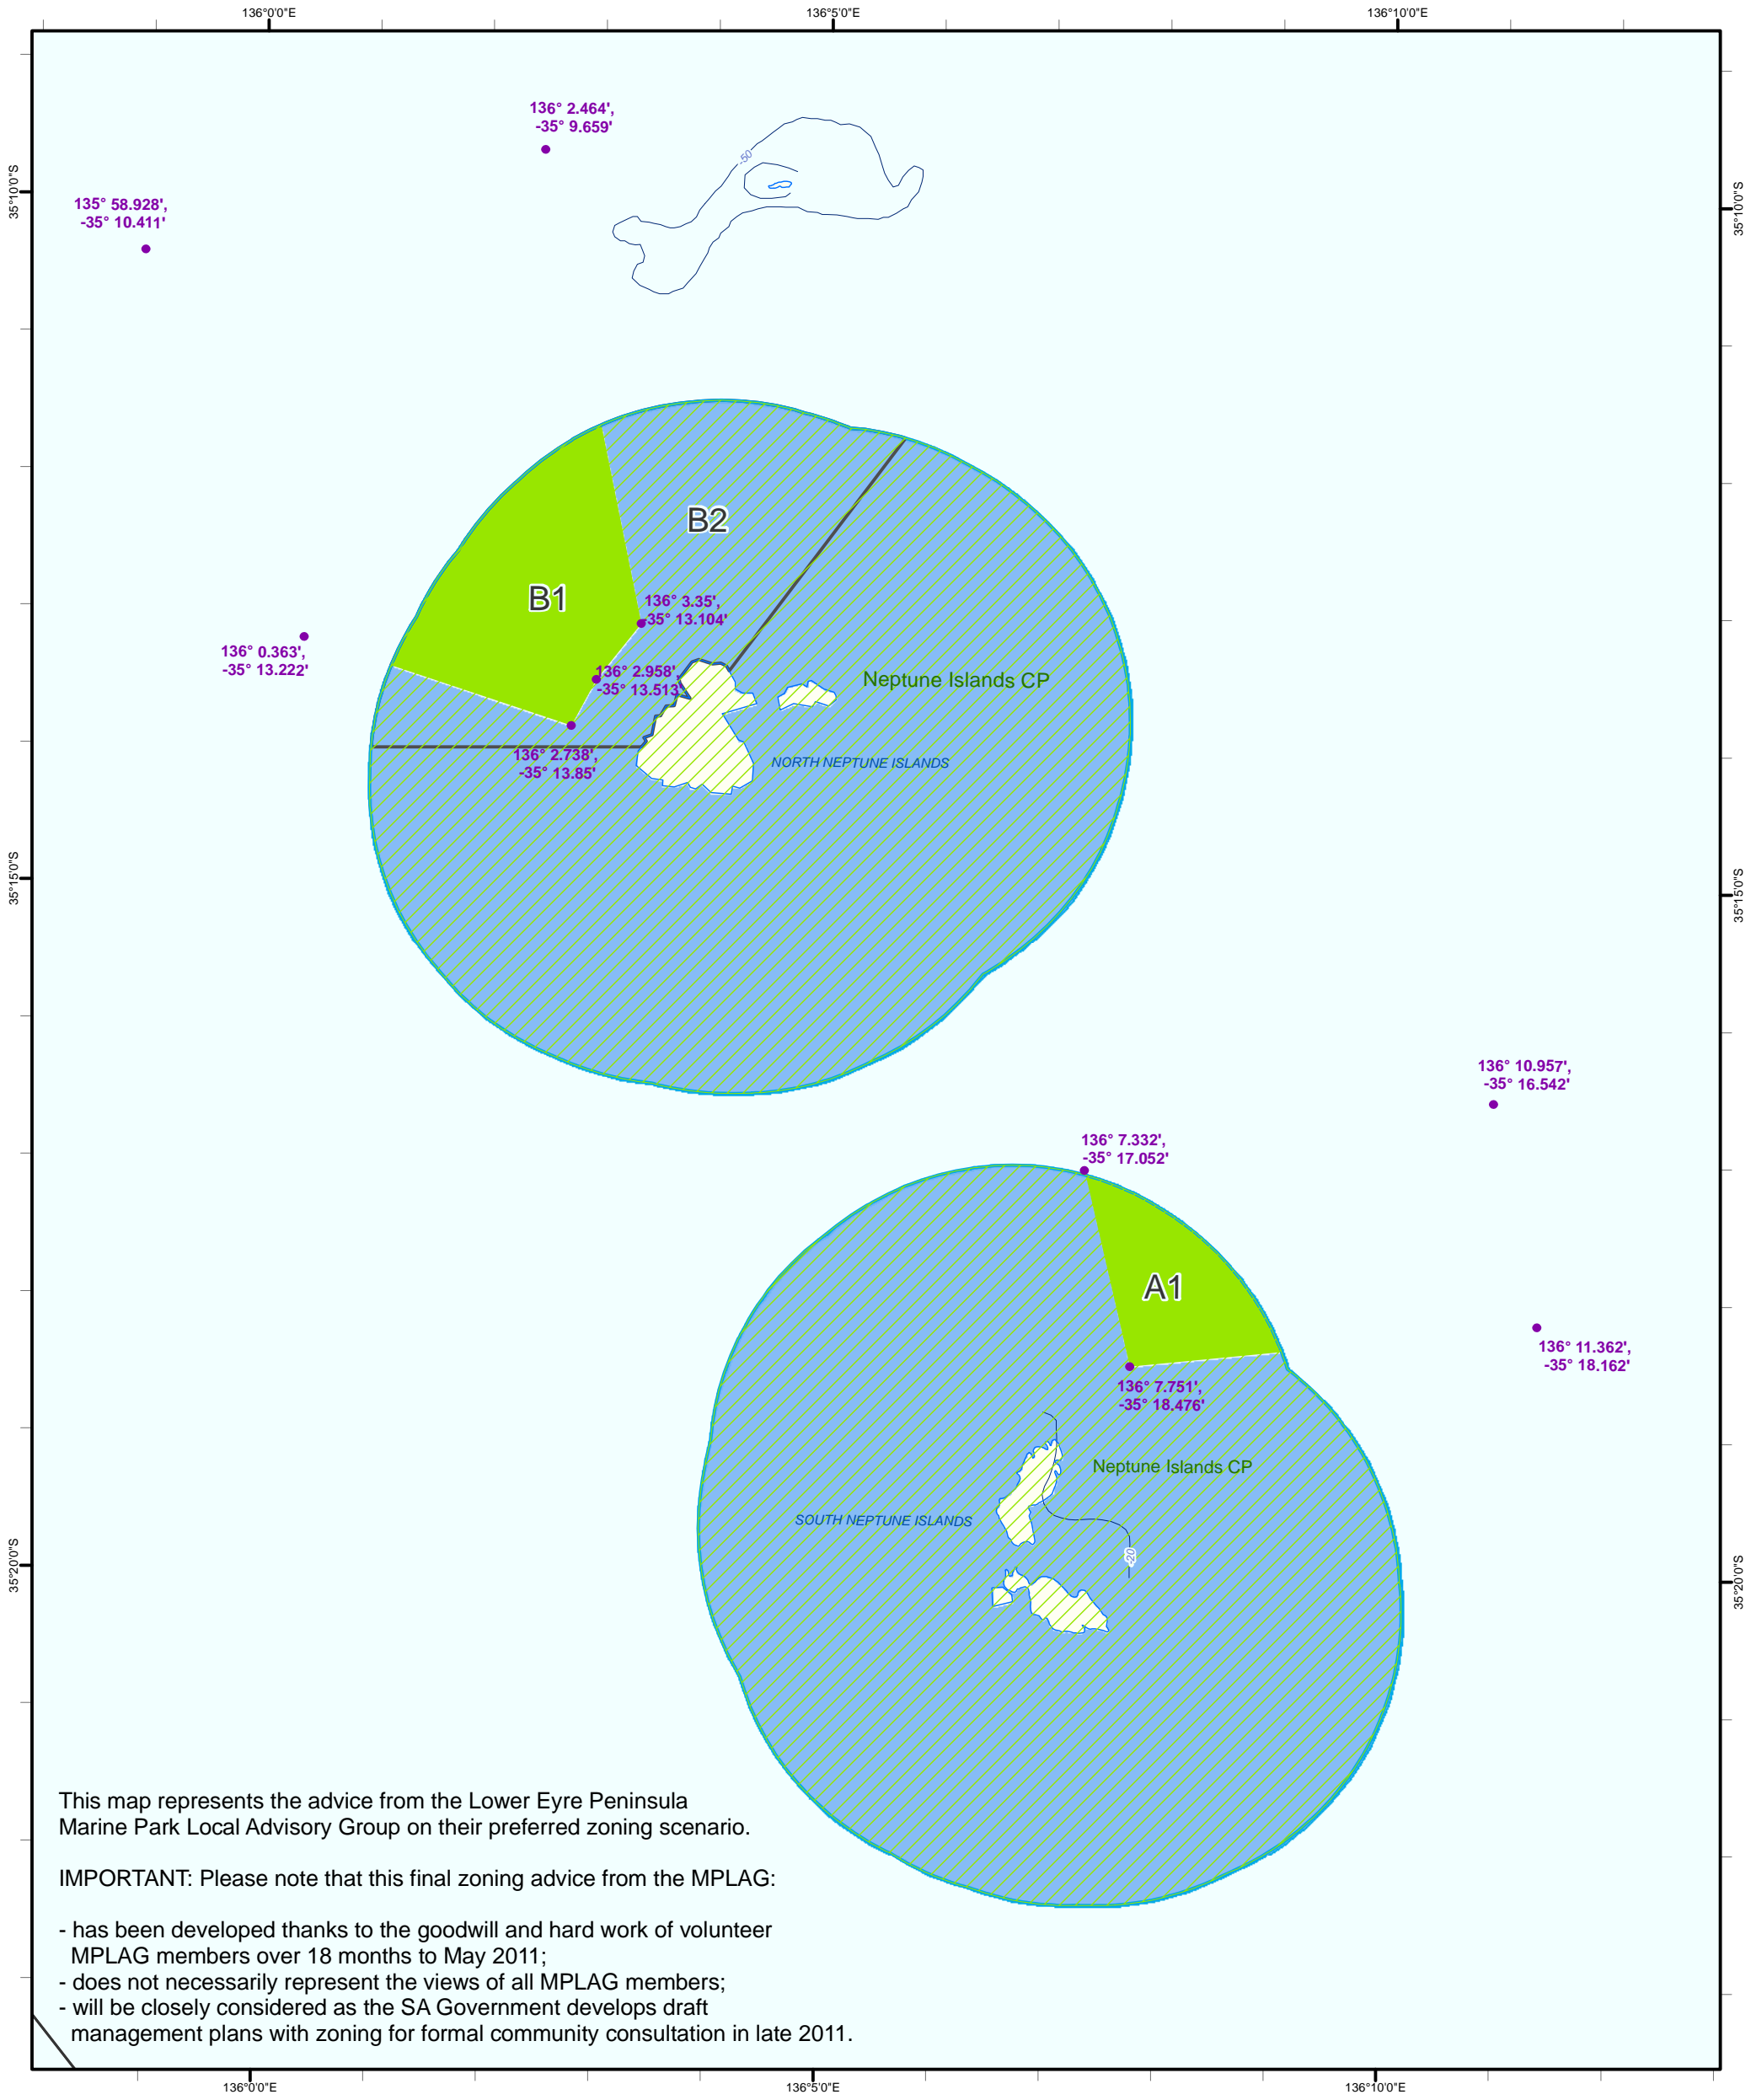 136°0'0"E
136°5'0"E
136°10'0"E
136° 2.464',
-35° 9.659'
-50
35°10'0"S
35°10'0"S
135° 58.928',
-35° 10.411'
B2
B1
136° 3.35',
-35° 13.104'
136° 0.363',
-35° 13.222'
136° 2.958',
-35° 13.513'
Neptune Islands CP
136° 2.738',
-35° 13.85'
NORTH NEPTUNE ISLANDS
35°15'0"S
35°15'0"S
136° 10.957',
-35° 16.542'
136° 7.332',
-35° 17.052'
A1
136° 11.362',
-35° 18.162'
136° 7.751',
-35° 18.476'
Neptune Islands CP
SOUTH NEPTUNE ISLANDS
-20
35°20'0"S
35°20'0"S
This map represents the advice from the Lower Eyre Peninsula
Marine Park Local Advisory Group on their preferred zoning scenario.
IMPORTANT: Please note that this final zoning advice from the MPLAG:
- has been developed thanks to the goodwill and hard work of volunteer
MPLAG members over 18 months to May 2011;
- does not necessarily represent the views of all MPLAG members;
- will be closely considered as the SA Government develops draft
management plans with zoning for formal community consultation in late 2011.
136°0'0"E
136°5'0"E
136°10'0"E